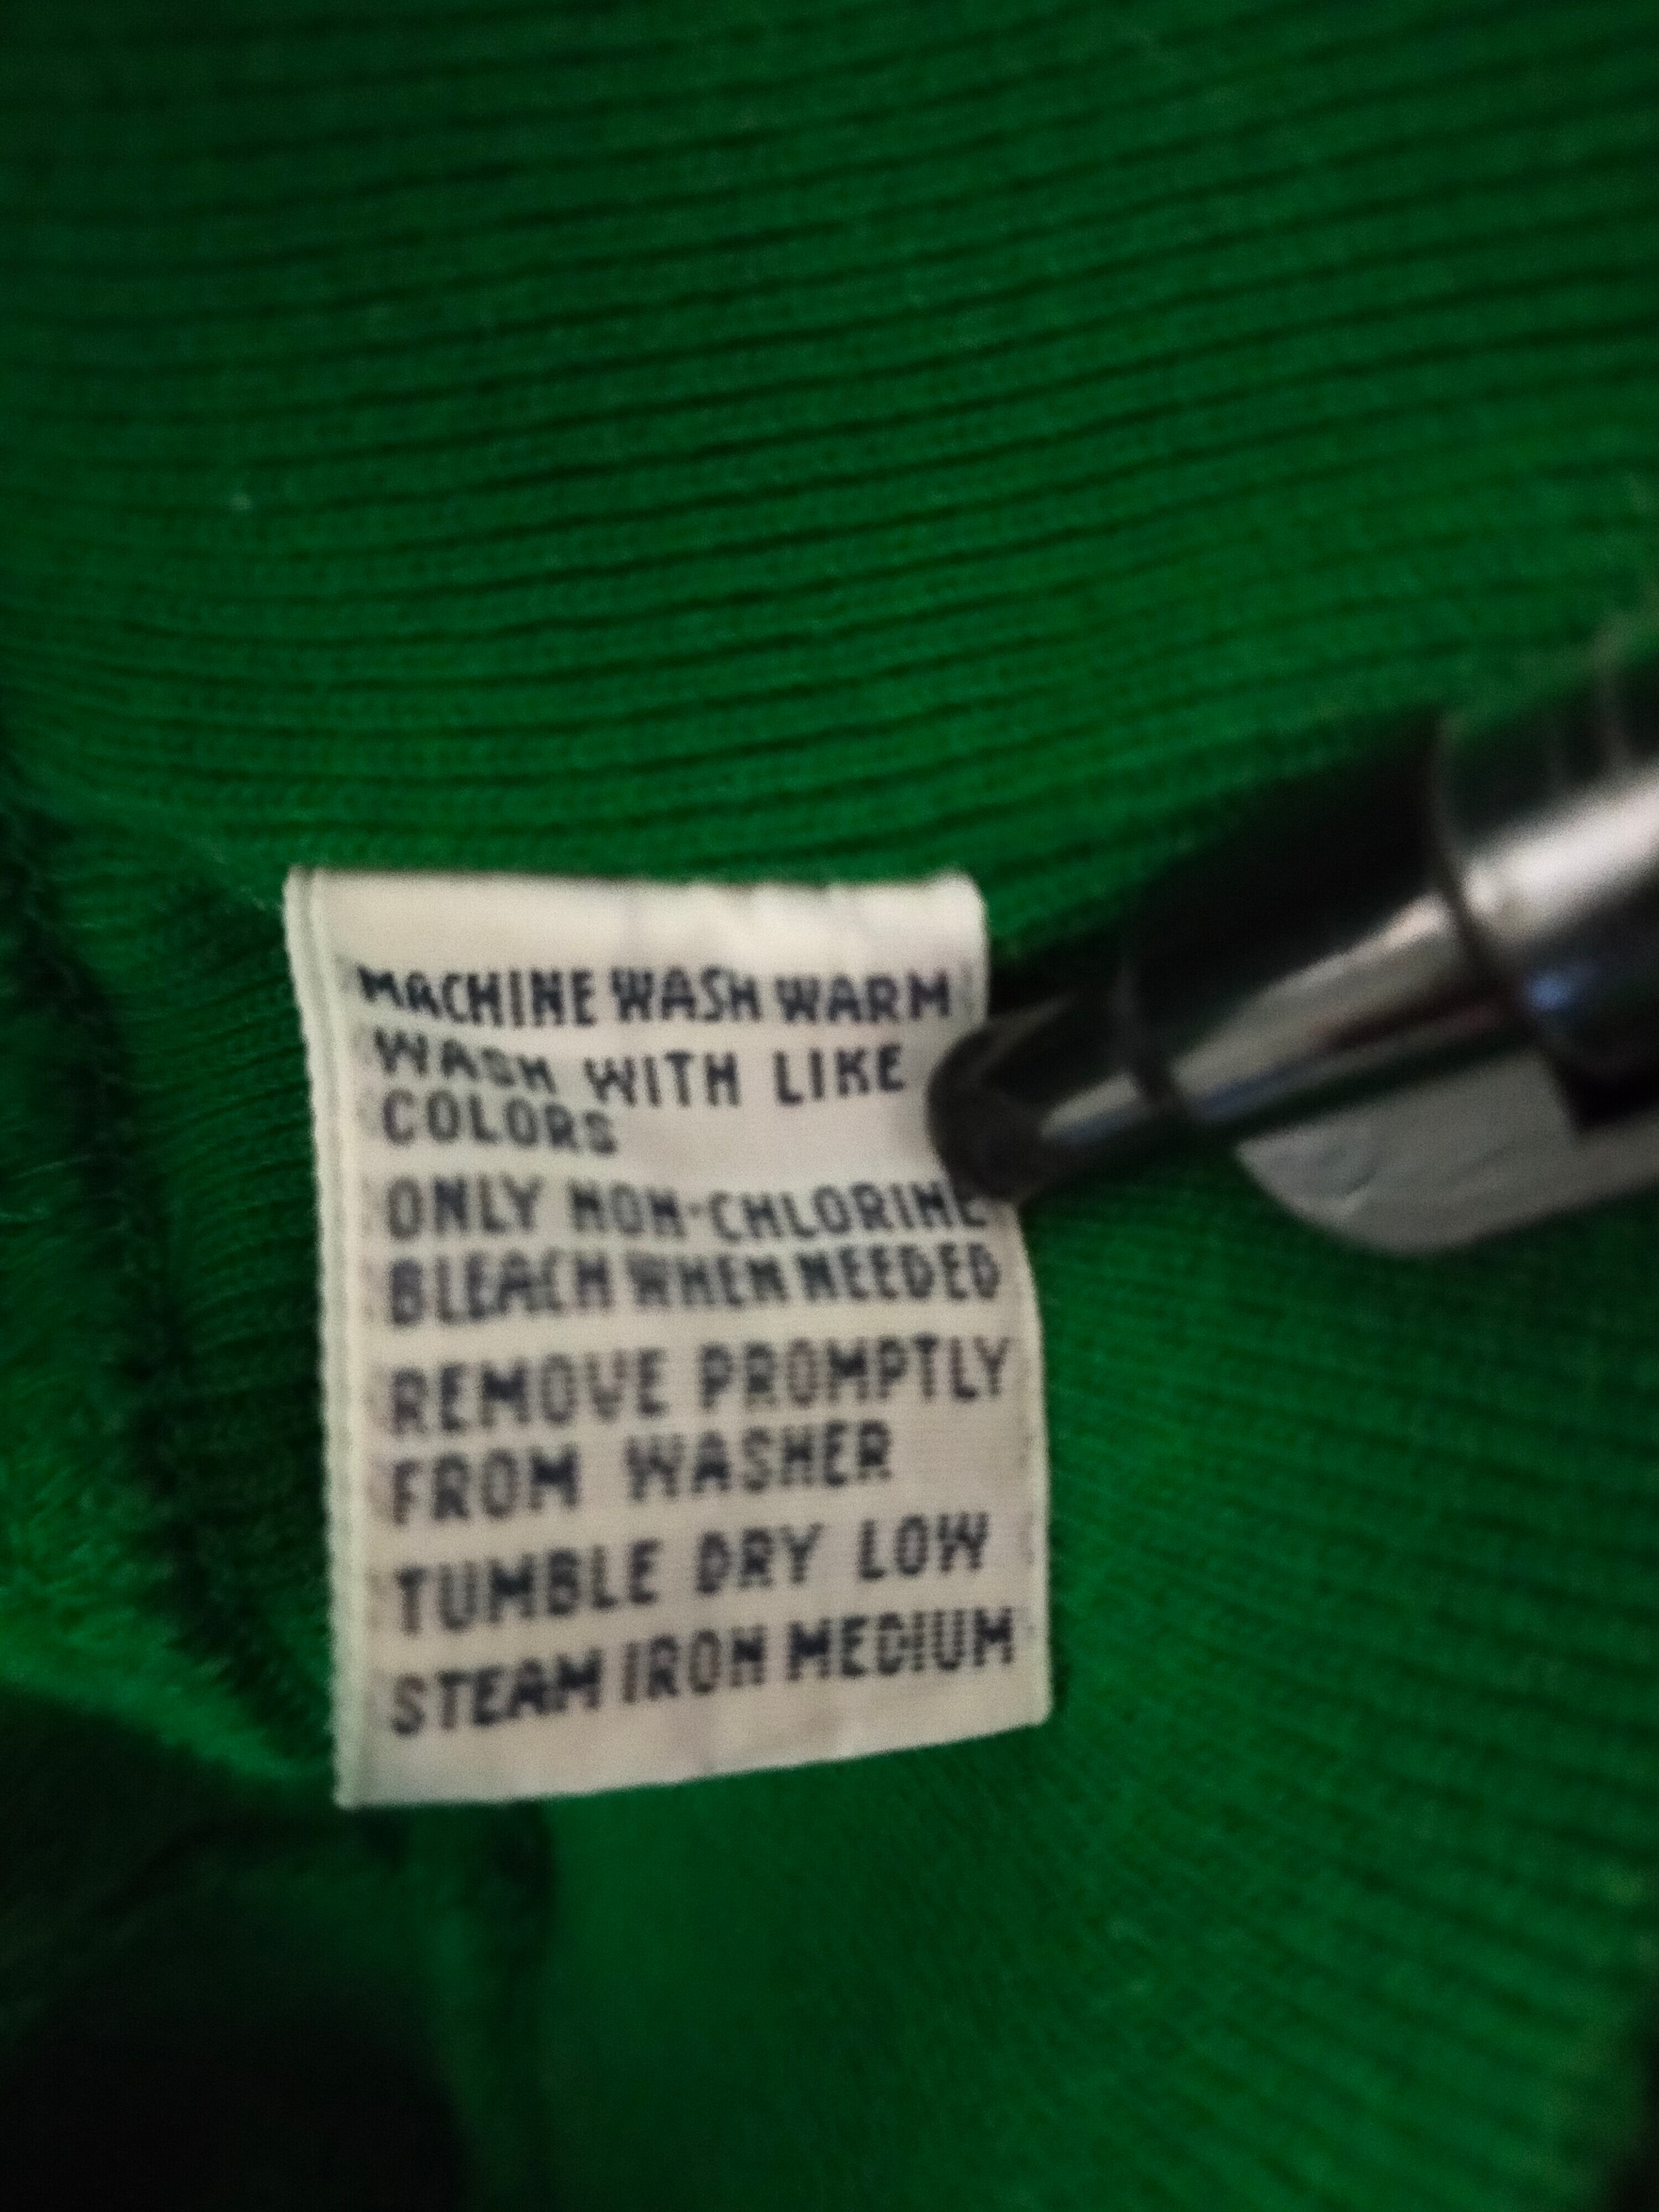 MACHINE WASH WARM
WASH WITH LIKE
COLORS
ONLY NON-CHLORINE
BLEACH WHEN NEEDED
REMOVE PROMPTLY
FROM WASHER
TUMBLE DRY LOW
STEAM IRON MEDIUM